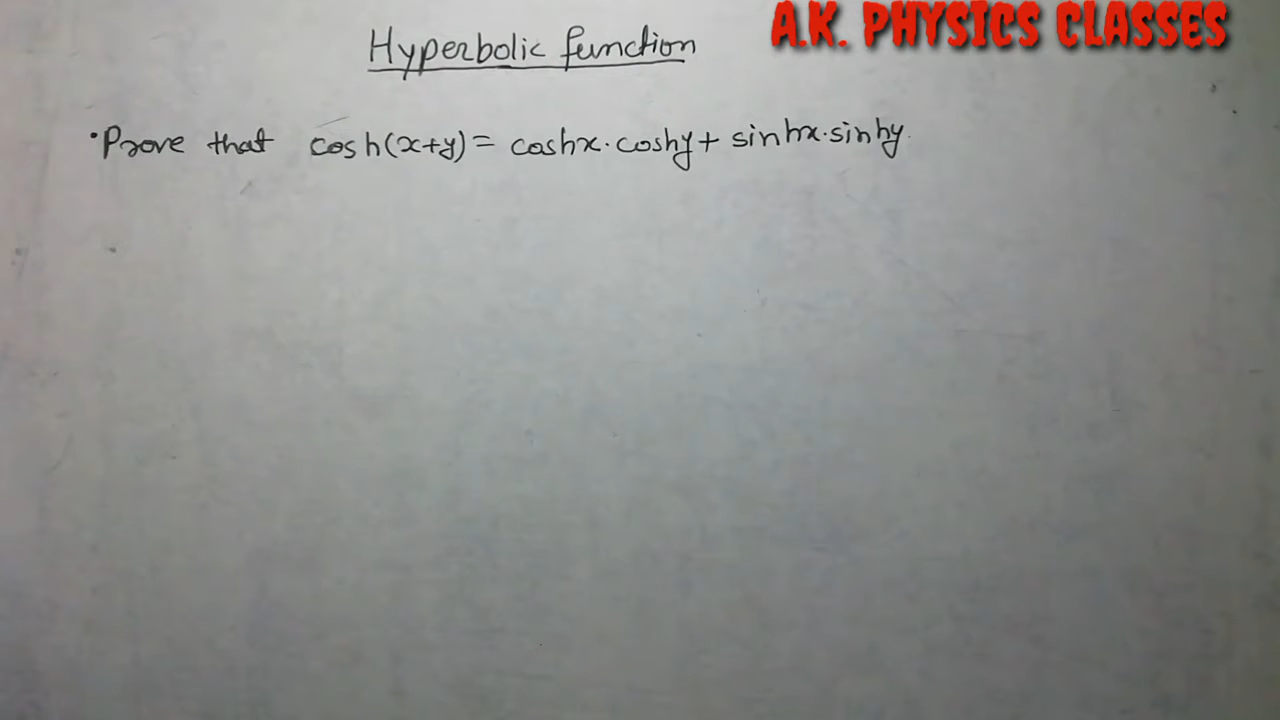 A.K. PHYSICS CLASSES
Hyperbolic function
•Prove that cosh(x+y) = coshx.coshy + sinhx.sinhy.